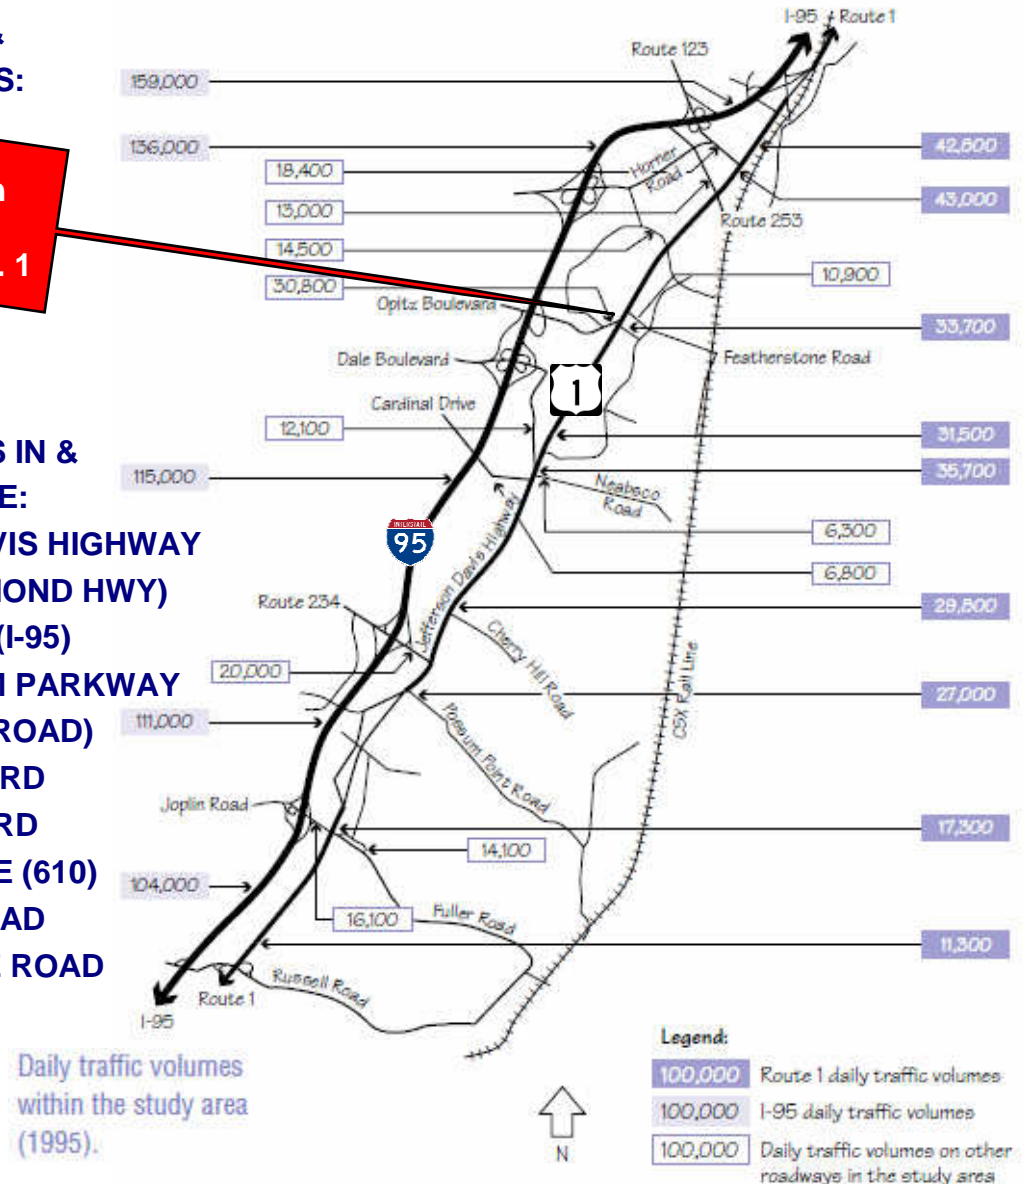 &
S:
n
. 1
S IN &
E:
VIS HIGHWAY
MOND HWY)
(I-95)
PARKWAY
ROAD)
RD
RD
E (610)
AD
ROAD
I-95
Route 1
Route 123
159,000
136,000
18,400
Horner
Road
42,800
13,000
43,000
Route 253
14,500
10,900
30,800
Opitz Boulevard
33,700
Dale Boulevard
Featherstone Road
1
Cardinal Drive
12,100
31,500
115,000
35,700
Neabsco
Road
INTERSTATE
95
6,300
6,800
Jefferson Davis Highway
Route 234
29,800
Cherry Hill Road
20,000
CSX Rail Line
27,000
111,000
Possum Point Road
Joplin Road
17,300
14,100
104,000
16,100
Fuller Road
11,300
Russell Road
Route 1
I-95
Daily traffic volumes
within the study area
(1995).
N
Legend:
100,000 Route 1 daily traffic volumes
100,000 I-95 daily traffic volumes
100,000 Daily traffic volumes on other
roadways in the study area